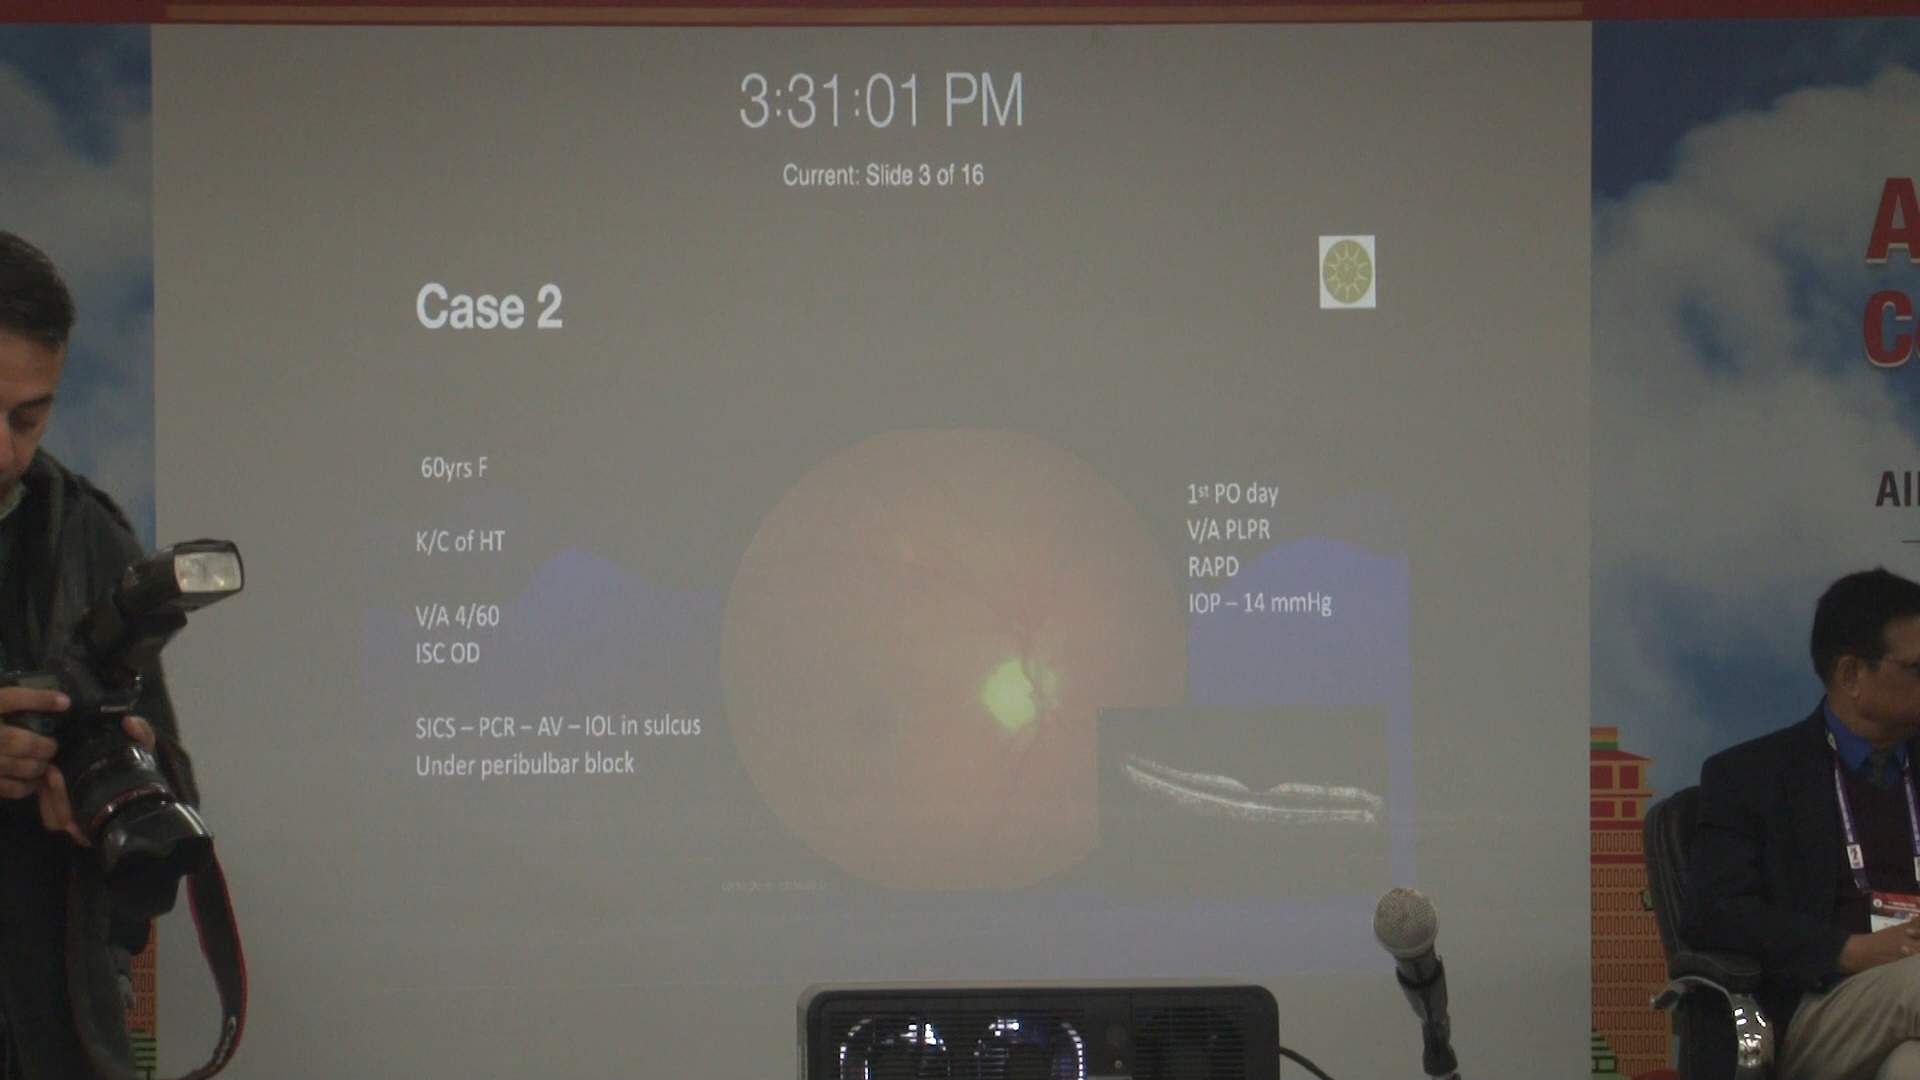 3:31:01 PM
Current: Slide 3 of 16
Case 2
60yrs F
K/C of HT
V/A 4/60
ISC OD
SICS – PCR – AV – IOL in sulcus
Under peribulbar block
1st PO day
V/A PLPR
RAPD
IOP – 14 mmHg
A